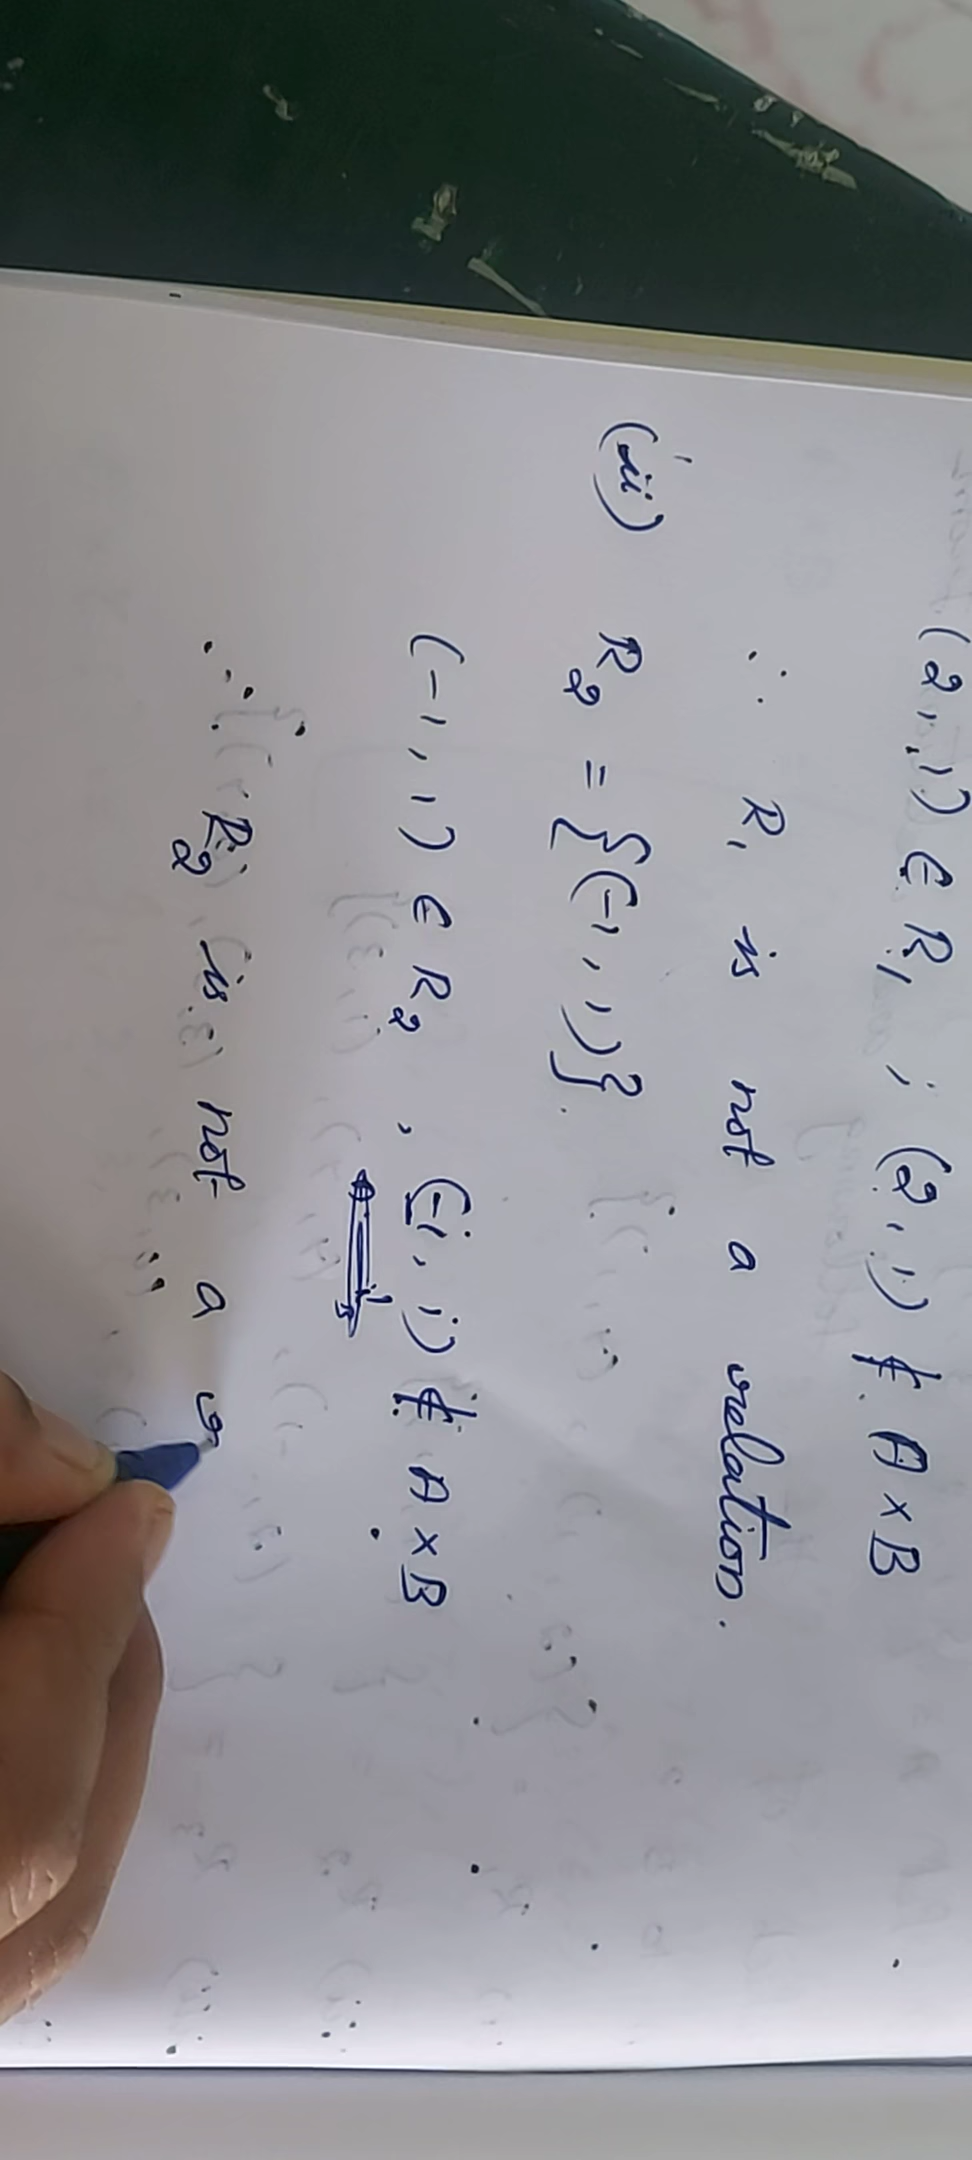 (2, 1) ∈ R₁ ; (2, 1) ∉ A × B
∴ R₁ is not a relation.
(ii) R₂ = {(-1, 1)}
(-1, 1) ∈ R₂ , (-1, 1) ∉ A × B
∴ R₂ is not a